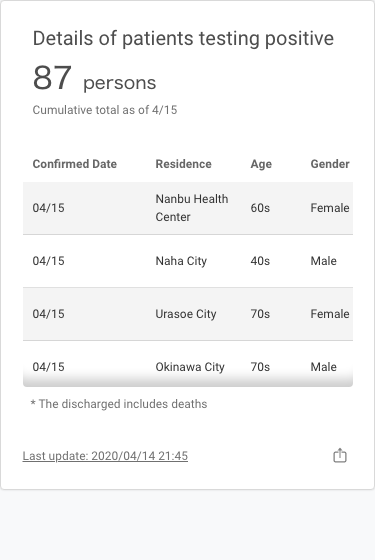 Details of patients testing positive
87 persons
Cumulative total as of 4/15
Confirmed Date Residence Age Gender
04/15 Nanbu Health Center 60s Female
04/15 Naha City 40s Male
04/15 Urasoe City 70s Female
04/15 Okinawa City 70s Male
* The discharged includes deaths
Last update: 2020/04/14 21:45